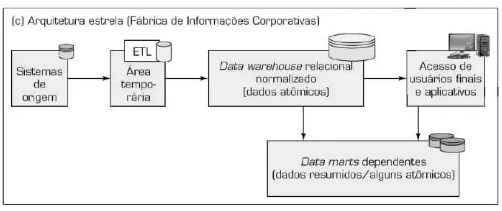 (c) Arquitetura estrela (Fábrica de Informações Corporativas)
Sistemas
de
origem
ETL
Área
tempo-
rária
Data warehouse relacional
normalizado
(dados atômicos)
Acesso de
usuários finais
e aplicativos
Data marts dependentes
(dados resumidos/alguns atômicos)